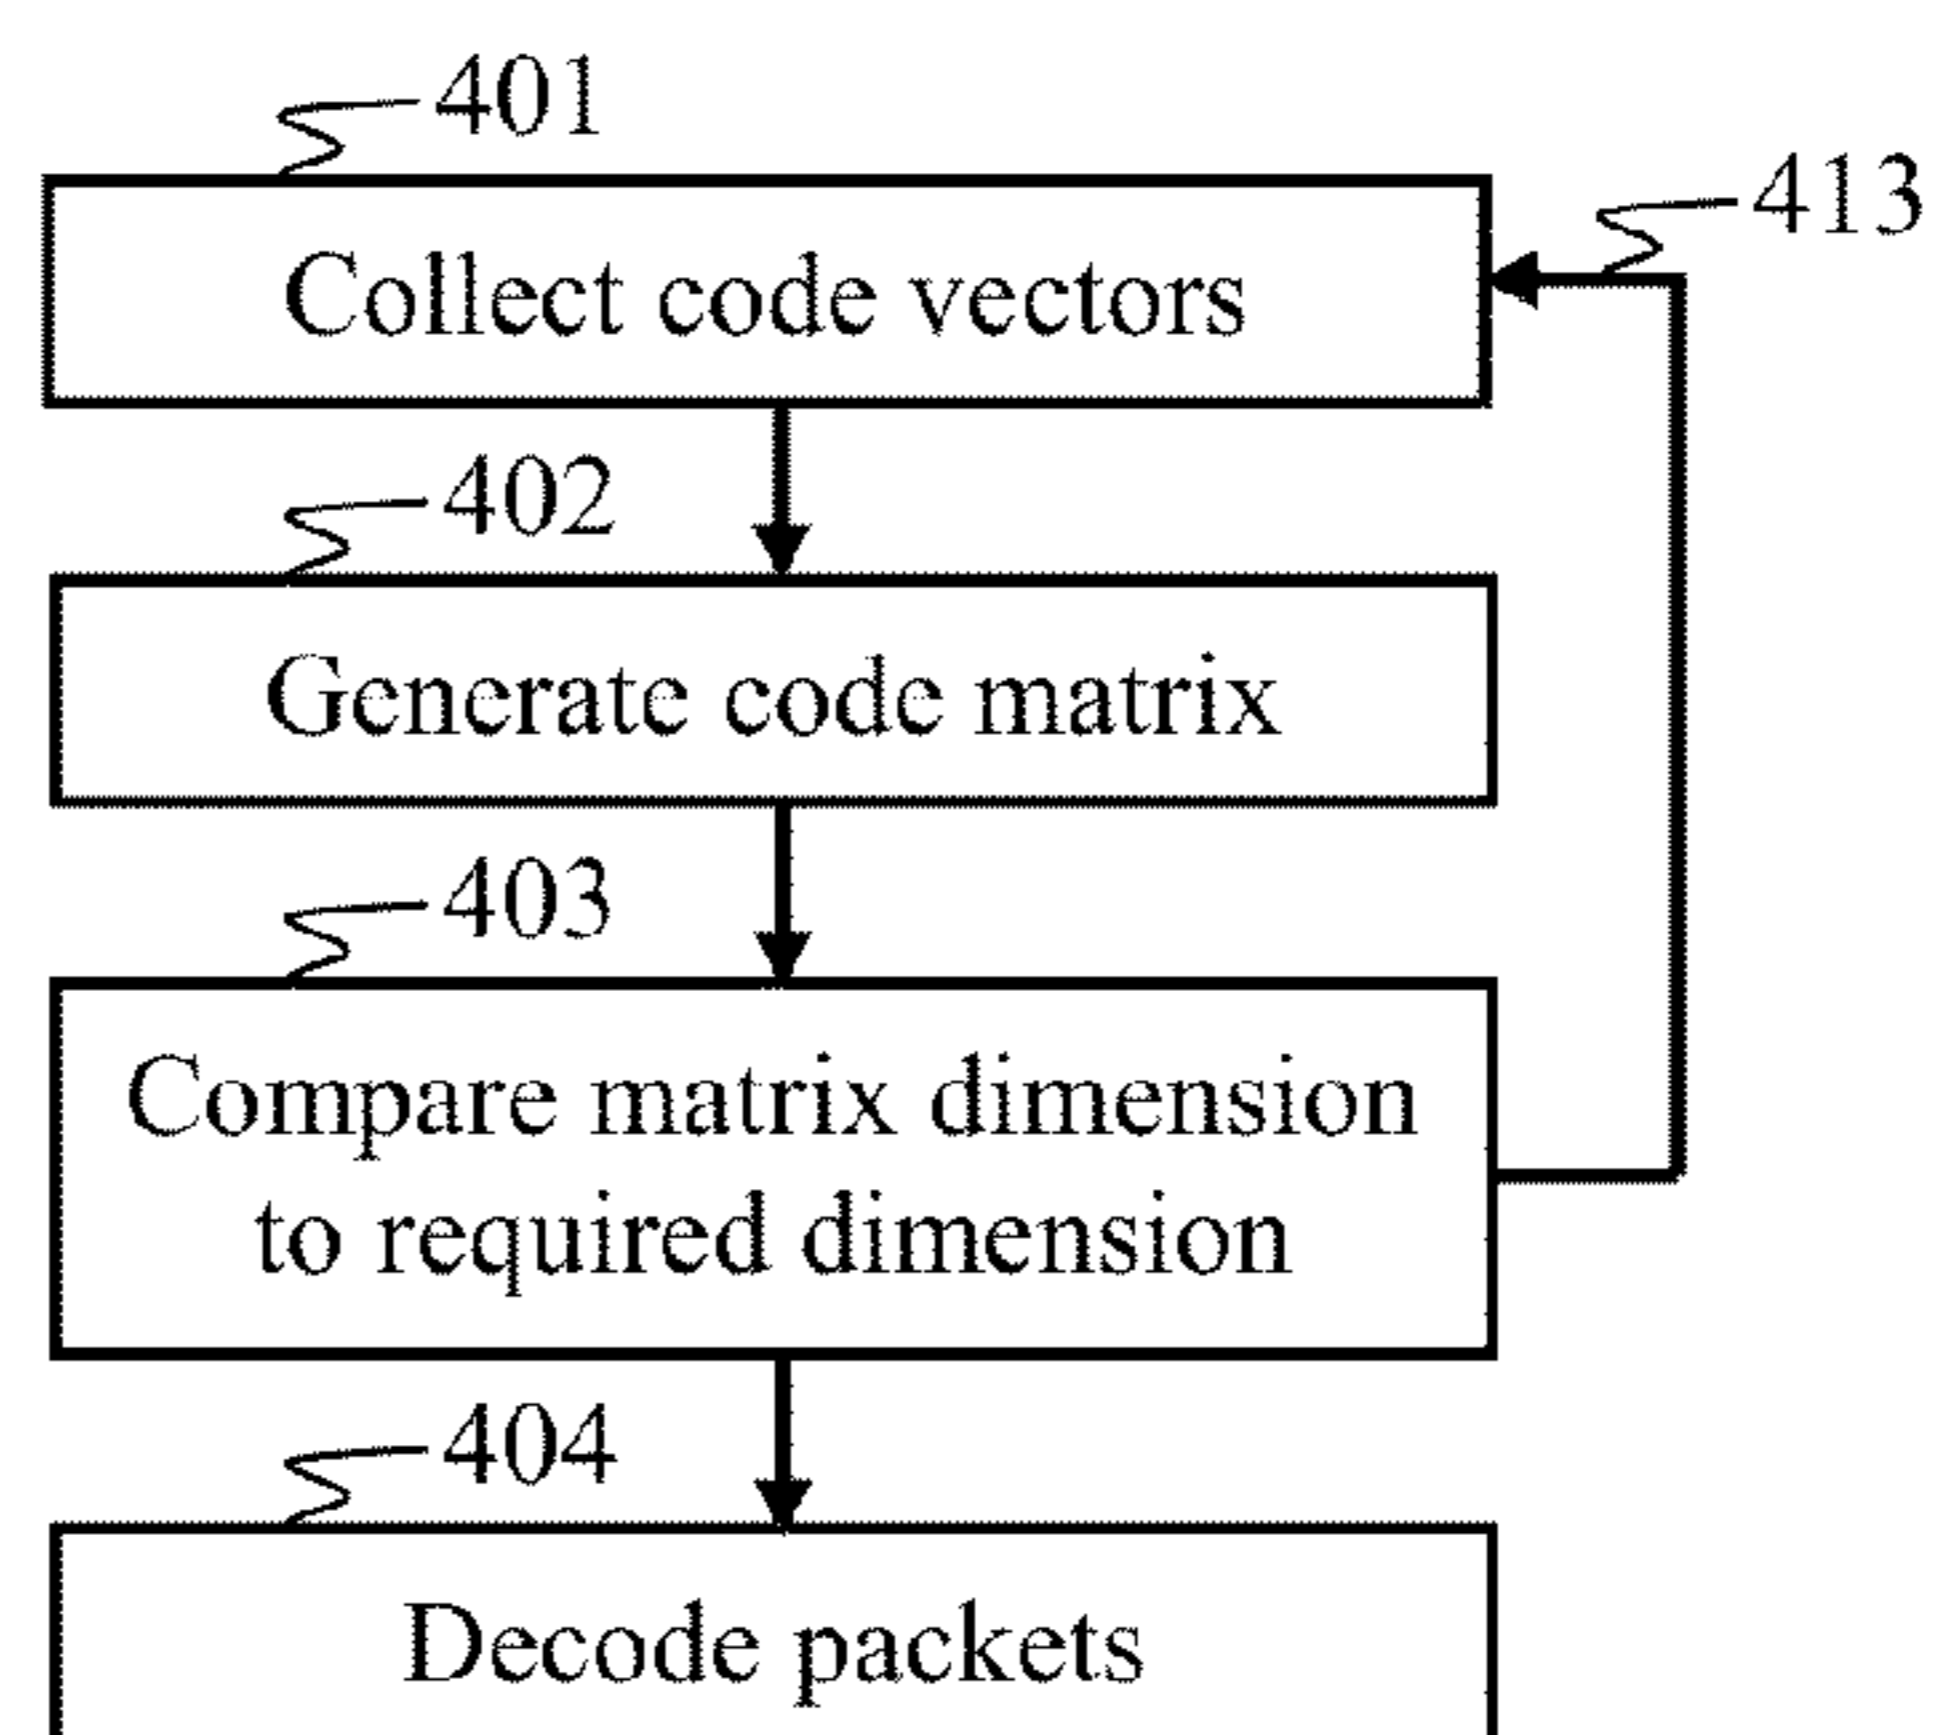 401
413
Collect code vectors
402
Generate code matrix
403
Compare matrix dimension
to required dimension
404
Decode packets